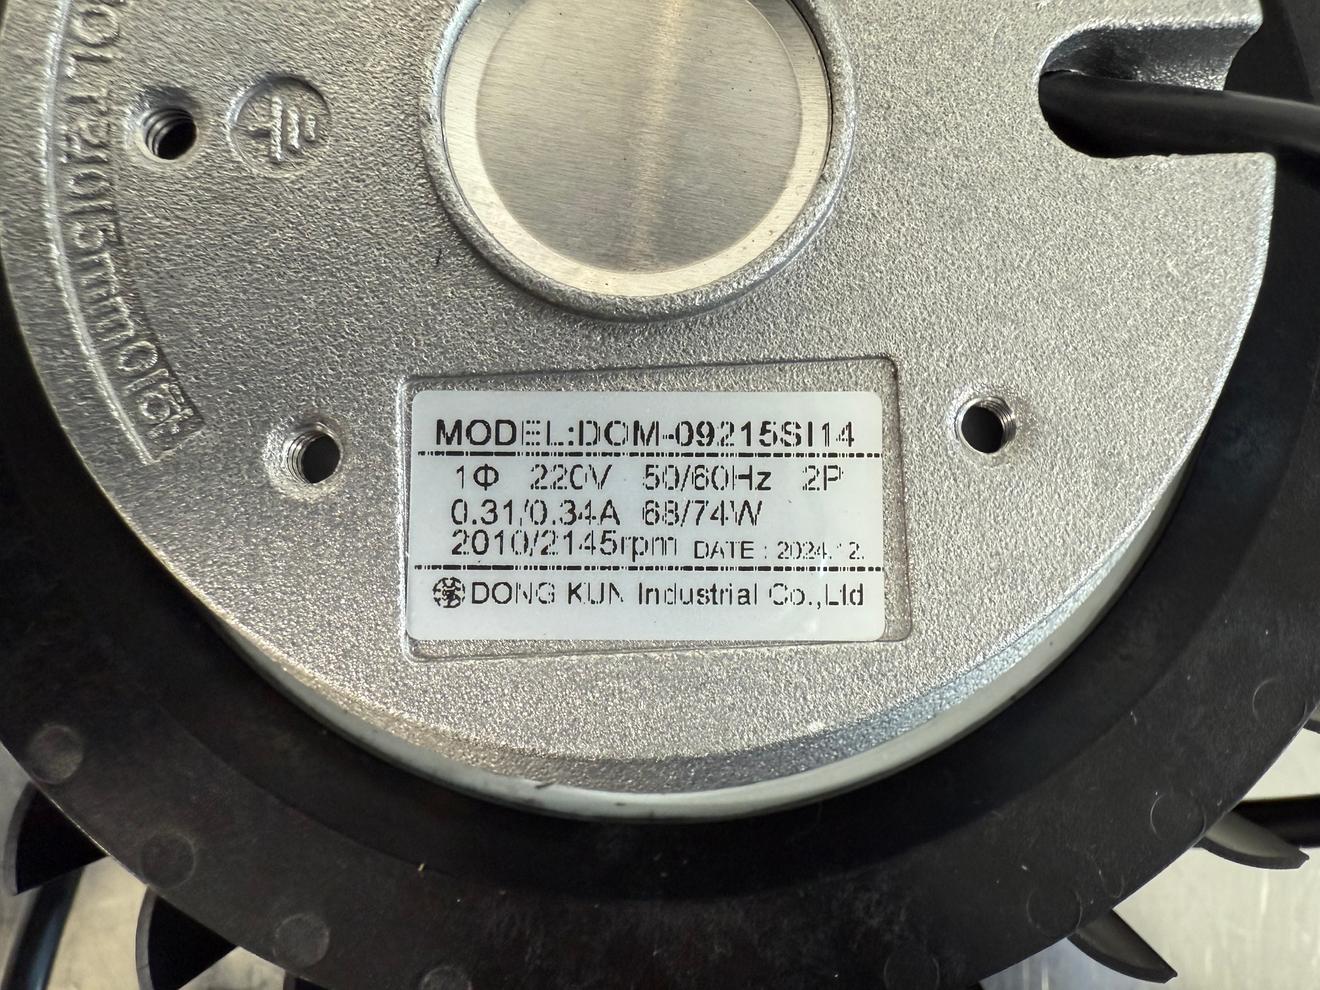 MODEL:DOM-09215SI14
1Φ 220V 50/60Hz 2P
0.31/0.34A 68/74W
2010/2145rpm DATE : 2024.12.
DONG KUN Industrial Co.,Ltd